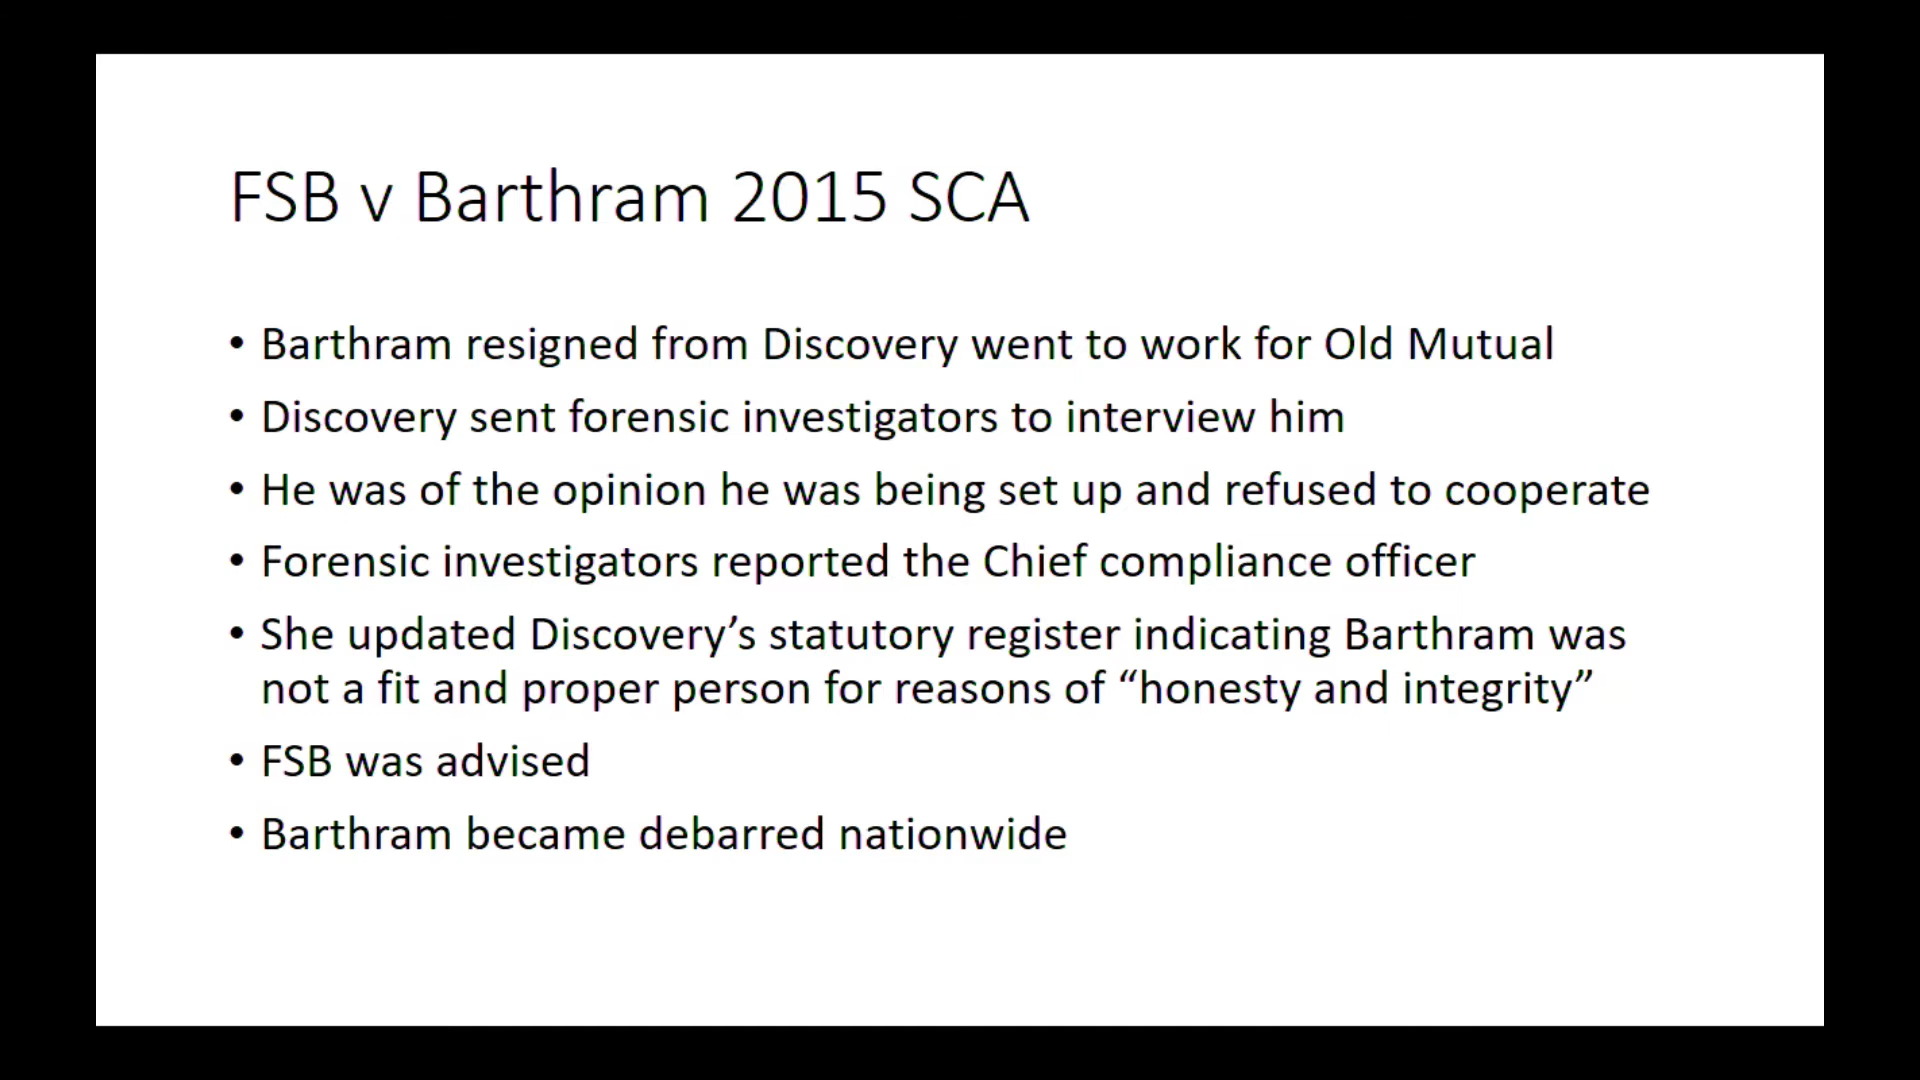 FSB v Barthram 2015 SCA
• Barthram resigned from Discovery went to work for Old Mutual
• Discovery sent forensic investigators to interview him
• He was of the opinion he was being set up and refused to cooperate
• Forensic investigators reported the Chief compliance officer
• She updated Discovery’s statutory register indicating Barthram was
not a fit and proper person for reasons of “honesty and integrity”
• FSB was advised
• Barthram became debarred nationwide